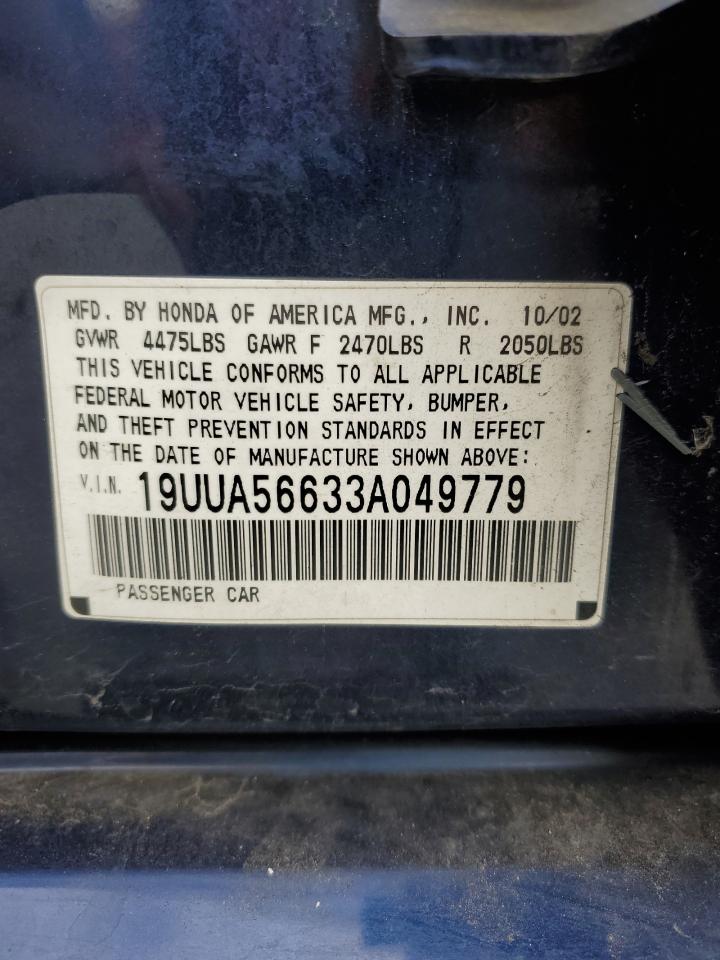 MFD. BY HONDA OF AMERICA MFG., INC. 10/02
GVWR 4475LBS GAWR F 2470LBS R 2050LBS
THIS VEHICLE CONFORMS TO ALL APPLICABLE
FEDERAL MOTOR VEHICLE SAFETY, BUMPER,
AND THEFT PREVENTION STANDARDS IN EFFECT
ON THE DATE OF MANUFACTURE SHOWN ABOVE:
V.I.N. 19UUA56633A049779
PASSENGER CAR